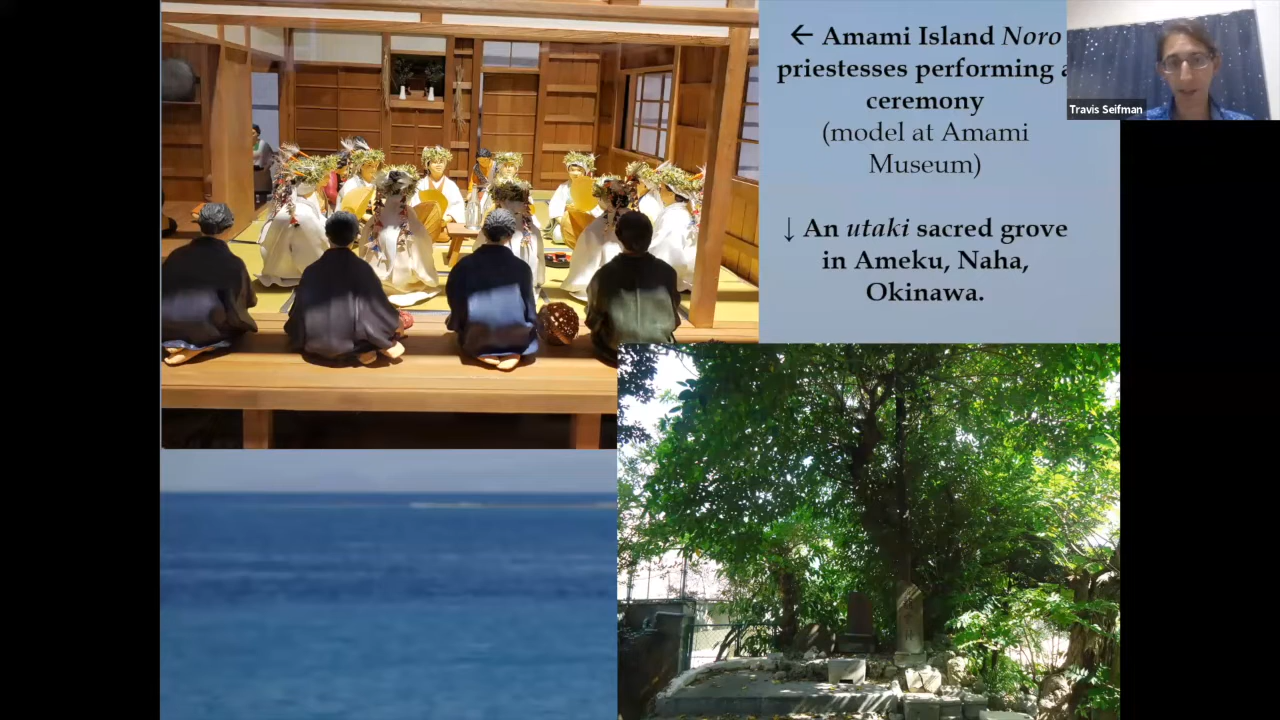 ← Amami Island Noro
priestesses performing
ceremony
(model at Amami
Museum)
↓ An utaki sacred grove
in Ameku, Naha,
Okinawa.
Travis Seifman